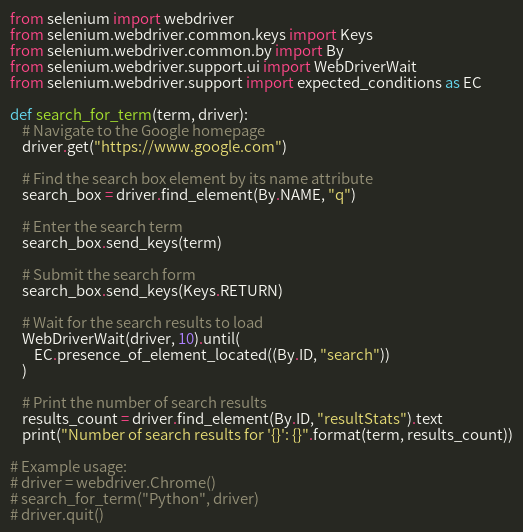 from selenium import webdriver
from selenium.webdriver.common.keys import Keys
from selenium.webdriver.common.by import By
from selenium.webdriver.support.ui import WebDriverWait
from selenium.webdriver.support import expected_conditions as EC

def search_for_term(term, driver):
    # Navigate to the Google homepage
    driver.get("https://www.google.com")

    # Find the search box element by its name attribute
    search_box = driver.find_element(By.NAME, "q")

    # Enter the search term
    search_box.send_keys(term)

    # Submit the search form
    search_box.send_keys(Keys.RETURN)

    # Wait for the search results to load
    WebDriverWait(driver, 10).until(
        EC.presence_of_element_located((By.ID, "search"))
    )

    # Print the number of search results
    results_count = driver.find_element(By.ID, "resultStats").text
    print("Number of search results for '{}': {}".format(term, results_count))

# Example usage:
# driver = webdriver.Chrome()
# search_for_term("Python", driver)
# driver.quit()